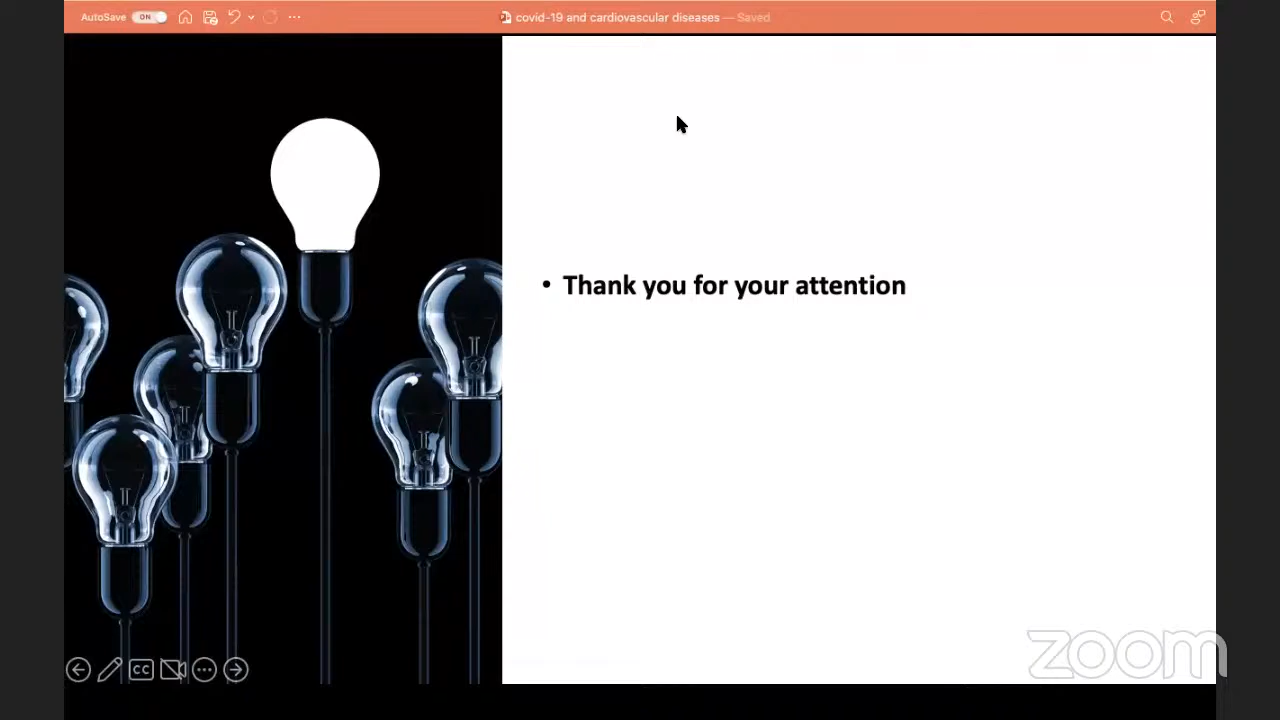 AutoSave ON ... covid-19 and cardiovascular diseases — Saved
• Thank you for your attention
CC
zoom